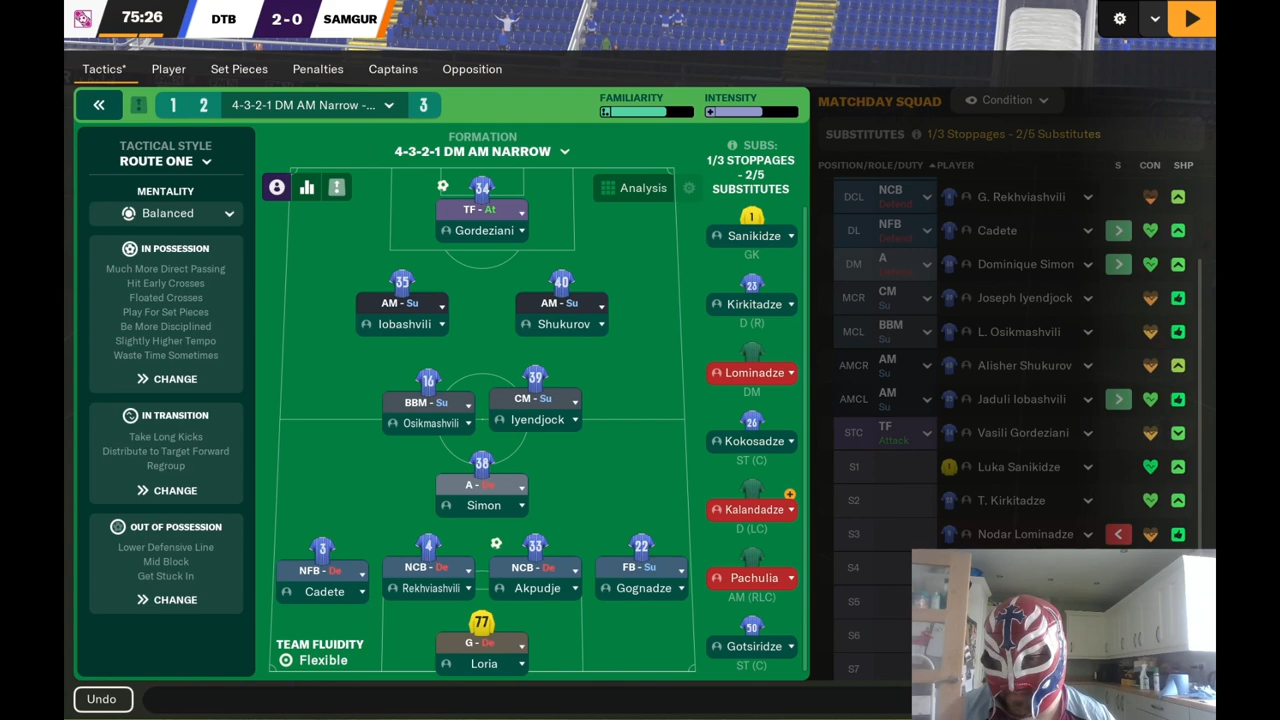 75:26
DTB
2-0
SAMGUR
Tactics*
Player
Set Pieces
Penalties
Captains
Opposition
1
2
4-3-2-1 DM AM Narrow -...
3
FAMILIARITY
INTENSITY
TACTICAL STYLE
ROUTE ONE
MENTALITY
Balanced
IN POSSESSION
Much More Direct Passing
Hit Early Crosses
Floated Crosses
Play For Set Pieces
Be More Disciplined
Slightly Higher Tempo
Waste Time Sometimes
CHANGE
IN TRANSITION
Take Long Kicks
Distribute to Target Forward
Regroup
CHANGE
OUT OF POSSESSION
Lower Defensive Line
Mid Block
Get Stuck In
CHANGE
FORMATION
4-3-2-1 DM AM NARROW
Analysis
34
TF - At
Gordeziani
35
AM - Su
Iobashvili
40
AM - Su
Shukurov
16
BBM - Su
Osikmashvili
39
CM - Su
Iyendjock
38
A - De
Simon
3
NFB - De
Cadete
4
NCB - De
Rekhviashvili
33
NCB - De
Akpudje
22
FB - Su
Gognadze
77
G - De
Loria
TEAM FLUIDITY
Flexible
SUBS:
1/3 STOPPAGES
- 2/5
SUBSTITUTES
1
Sanikidze
GK
23
Kirkitadze
D (R)
Lominadze
DM
26
Kokosadze
ST (C)
Kalandadze
D (LC)
Pachulia
AM (RLC)
50
Gotsiridze
ST (C)
MATCHDAY SQUAD
Condition
SUBSTITUTES 1/3 Stoppages - 2/5 Substitutes
POSITION/ROLE/DUTY PLAYER S CON SHP
DCL NCB Defend G. Rekhviashvili
DL NFB Defend Cadete
DM A Dominique Simon
MCR CM Su Joseph Iyendjock
MCL BBM Su L. Osikmashvili
AMCR AM Su Alisher Shukurov
AMCL AM Su Jaduli Iobashvili
STC TF Attack Vasili Gordeziani
S1 Luka Sanikidze
S2 T. Kirkitadze
S3 Nodar Lominadze
S4
S5
S6
S7
Undo